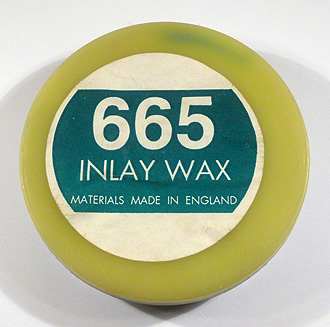 665
INLAY WAX
MATERIALS MADE IN ENGLAND